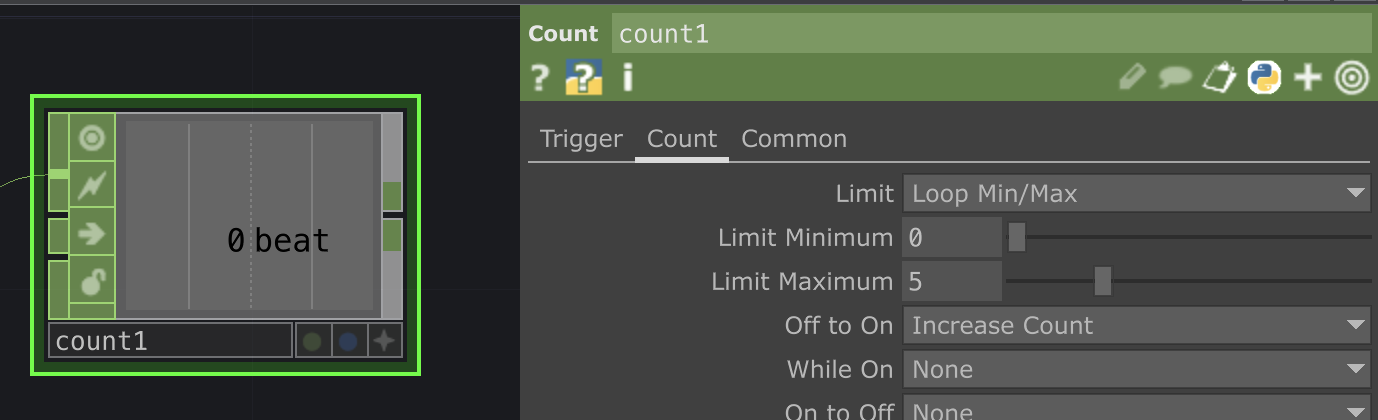 Count count1
? ? i
Trigger Count Common
Limit Loop Min/Max
Limit Minimum 0
Limit Maximum 5
Off to On Increase Count
While On None
On to Off None
0 beat
count1